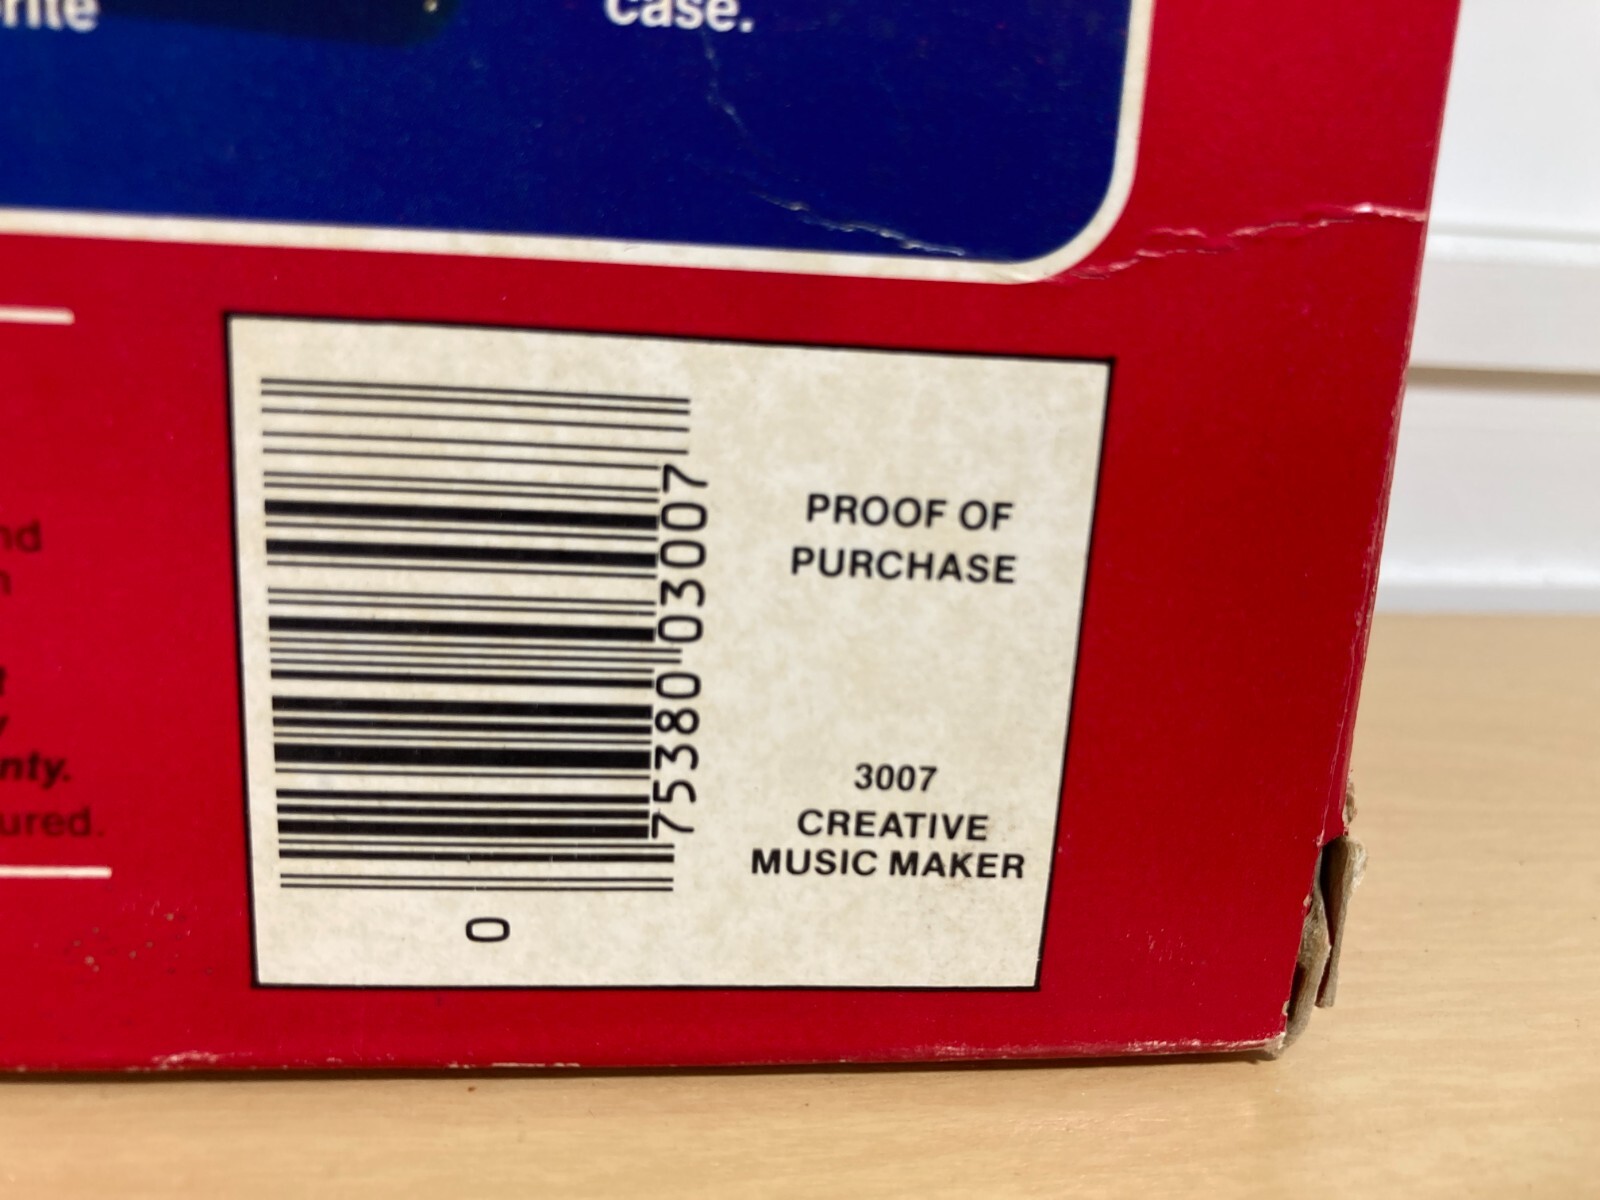 case.
PROOF OF
PURCHASE
3007
CREATIVE
MUSIC MAKER
0
75380 03007